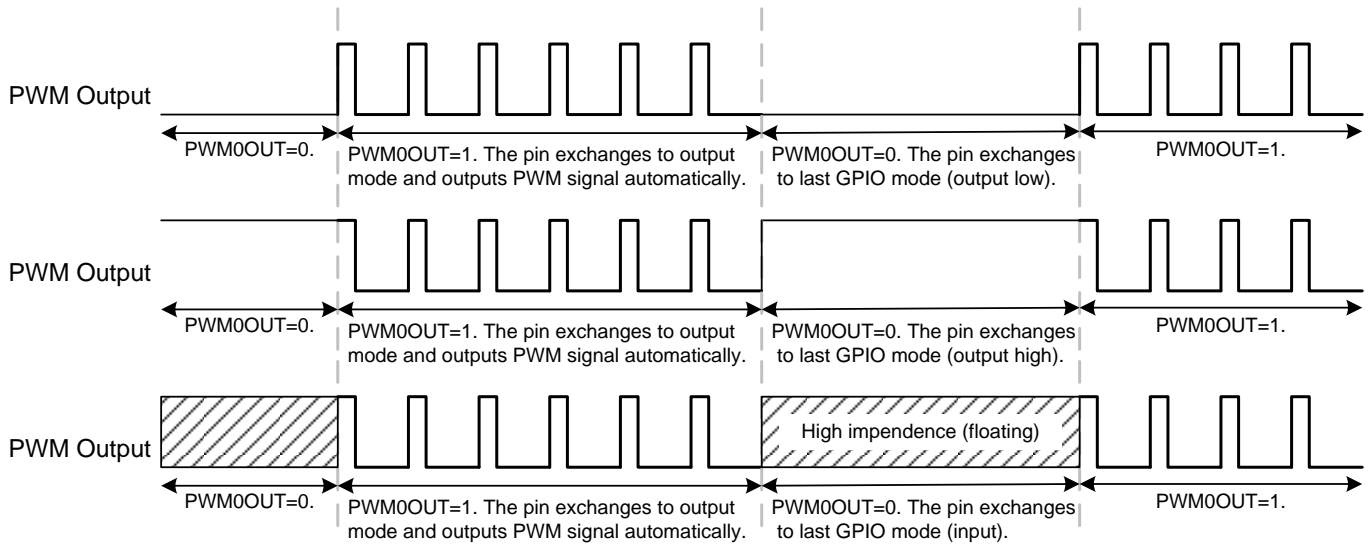 PWM Output
PWM0OUT=0.
PWM0OUT=1. The pin exchanges to output
mode and outputs PWM signal automatically.
PWM0OUT=0. The pin exchanges
to last GPIO mode (output low).
PWM0OUT=1.
PWM Output
PWM0OUT=0.
PWM0OUT=1. The pin exchanges to output
mode and outputs PWM signal automatically.
PWM0OUT=0. The pin exchanges
to last GPIO mode (output high).
PWM0OUT=1.
PWM Output
High impendence (floating)
PWM0OUT=0.
PWM0OUT=1. The pin exchanges to output
mode and outputs PWM signal automatically.
PWM0OUT=0. The pin exchanges
to last GPIO mode (input).
PWM0OUT=1.